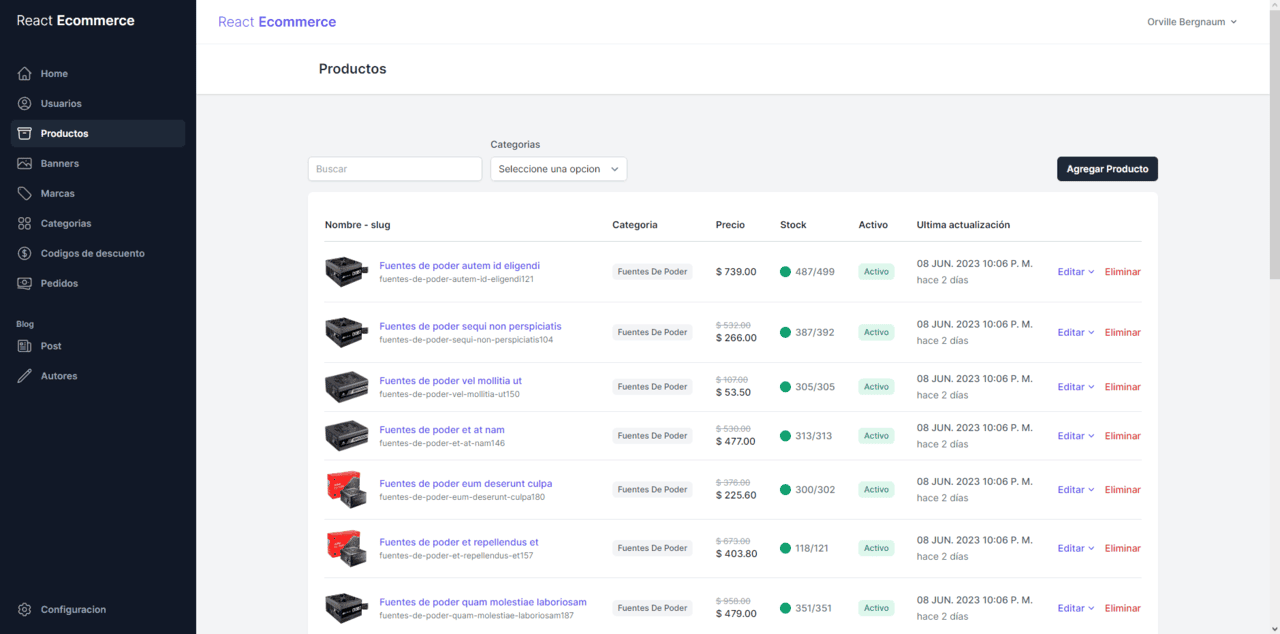 React Ecommerce
React Ecommerce
Orville Bergnaum
Home
Usuarios
Productos
Banners
Marcas
Categorias
Codigos de descuento
Pedidos
Blog
Post
Autores
Configuracion
Productos
Categorias
Buscar
Seleccione una opcion
Agregar Producto
Nombre - slug Categoria Precio Stock Activo Ultima actualización
Fuentes de poder autem id eligendi
fuentes-de-poder-autem-id-eligendi121
Fuentes De Poder
$ 739.00
487/499
Activo
08 JUN. 2023 10:06 P. M.
hace 2 días
Editar
Eliminar
Fuentes de poder sequi non perspiciatis
fuentes-de-poder-sequi-non-perspiciatis104
Fuentes De Poder
$ 532.00
$ 266.00
387/392
Activo
08 JUN. 2023 10:06 P. M.
hace 2 días
Editar
Eliminar
Fuentes de poder vel mollitia ut
fuentes-de-poder-vel-mollitia-ut150
Fuentes De Poder
$ 107.00
$ 53.50
305/305
Activo
08 JUN. 2023 10:06 P. M.
hace 2 días
Editar
Eliminar
Fuentes de poder et at nam
fuentes-de-poder-et-at-nam146
Fuentes De Poder
$ 530.00
$ 477.00
313/313
Activo
08 JUN. 2023 10:06 P. M.
hace 2 días
Editar
Eliminar
Fuentes de poder eum deserunt culpa
fuentes-de-poder-eum-deserunt-culpa180
Fuentes De Poder
$ 376.00
$ 225.60
300/302
Activo
08 JUN. 2023 10:06 P. M.
hace 2 días
Editar
Eliminar
Fuentes de poder et repellendus et
fuentes-de-poder-et-repellendus-et157
Fuentes De Poder
$ 673.00
$ 403.80
118/121
Activo
08 JUN. 2023 10:06 P. M.
hace 2 días
Editar
Eliminar
Fuentes de poder quam molestiae laboriosam
fuentes-de-poder-quam-molestiae-laboriosam187
Fuentes De Poder
$ 958.00
$ 479.00
351/351
Activo
08 JUN. 2023 10:06 P. M.
hace 2 días
Editar
Eliminar